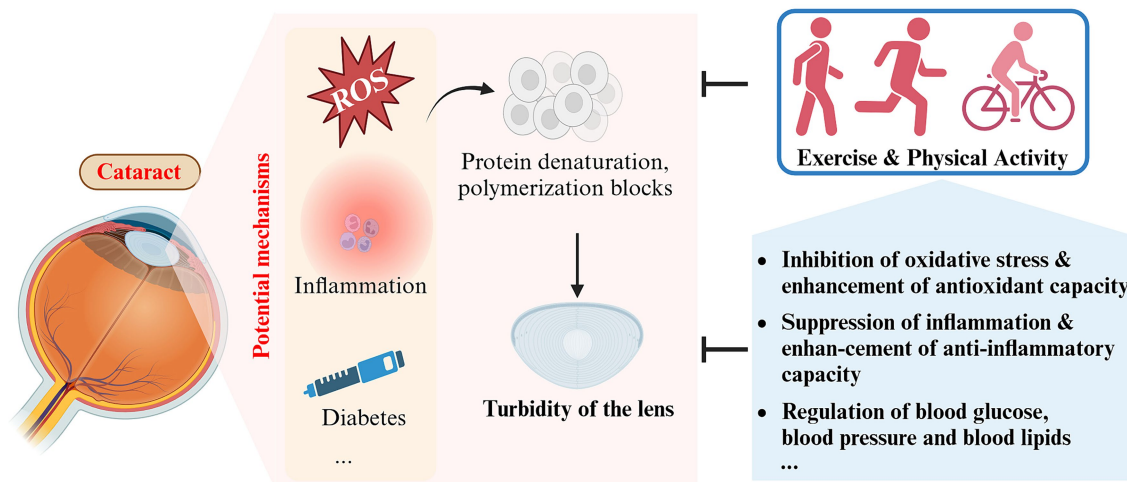 Cataract
Potential mechanisms
ROS
Inflammation
Diabetes
...
Protein denaturation,
polymerization blocks
Turbidity of the lens
Exercise & Physical Activity
• Inhibition of oxidative stress &
enhancement of antioxidant capacity
• Suppression of inflammation &
enhan-cement of anti-inflammatory
capacity
• Regulation of blood glucose,
blood pressure and blood lipids
...